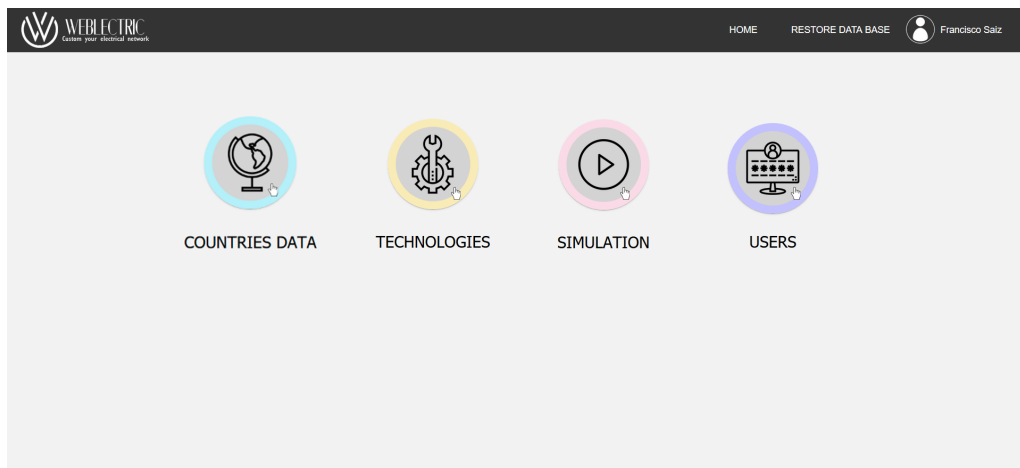 WEBLECTRIC
Custom your electrical network
HOME
RESTORE DATA BASE
Francisco Saiz
COUNTRIES DATA
TECHNOLOGIES
SIMULATION
USERS